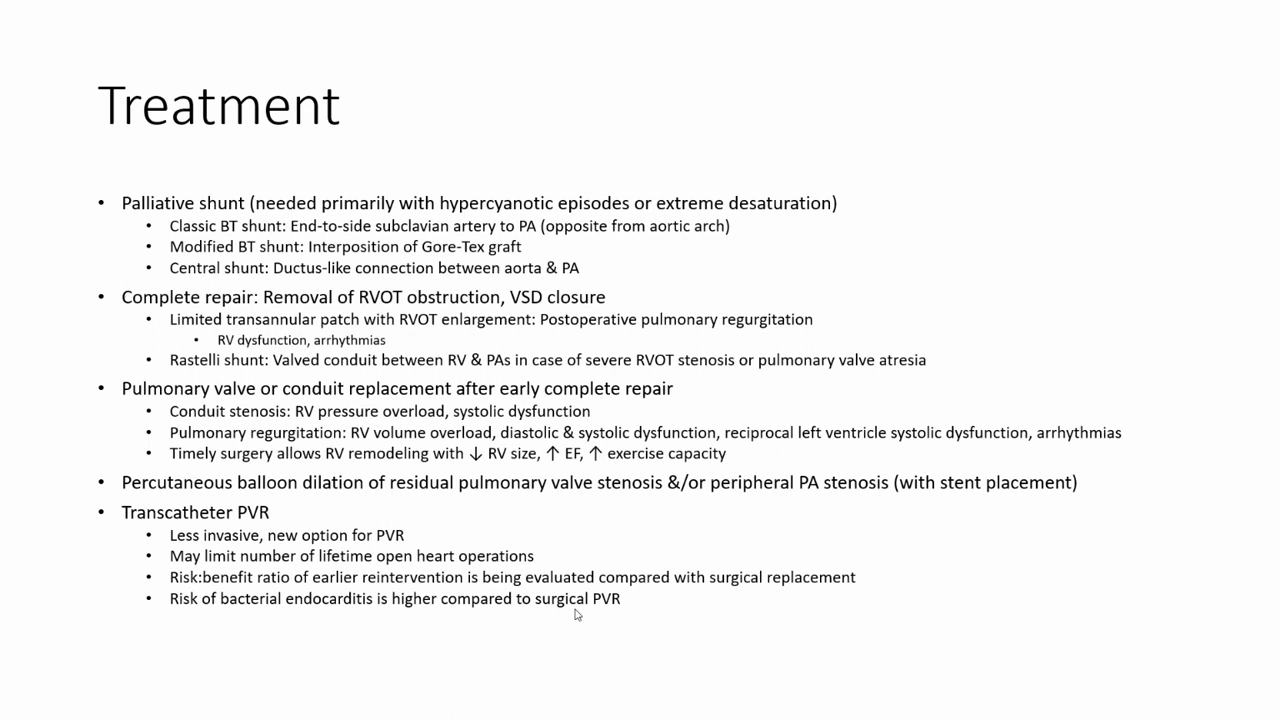 Treatment
• Palliative shunt (needed primarily with hypercyanotic episodes or extreme desaturation)
• Classic BT shunt: End-to-side subclavian artery to PA (opposite from aortic arch)
• Modified BT shunt: Interposition of Gore-Tex graft
• Central shunt: Ductus-like connection between aorta & PA
• Complete repair: Removal of RVOT obstruction, VSD closure
• Limited transannular patch with RVOT enlargement: Postoperative pulmonary regurgitation
• RV dysfunction, arrhythmias
• Rastelli shunt: Valved conduit between RV & PAs in case of severe RVOT stenosis or pulmonary valve atresia
• Pulmonary valve or conduit replacement after early complete repair
• Conduit stenosis: RV pressure overload, systolic dysfunction
• Pulmonary regurgitation: RV volume overload, diastolic & systolic dysfunction, reciprocal left ventricle systolic dysfunction, arrhythmias
• Timely surgery allows RV remodeling with ↓ RV size, ↑ EF, ↑ exercise capacity
• Percutaneous balloon dilation of residual pulmonary valve stenosis &/or peripheral PA stenosis (with stent placement)
• Transcatheter PVR
• Less invasive, new option for PVR
• May limit number of lifetime open heart operations
• Risk:benefit ratio of earlier reintervention is being evaluated compared with surgical replacement
• Risk of bacterial endocarditis is higher compared to surgical PVR